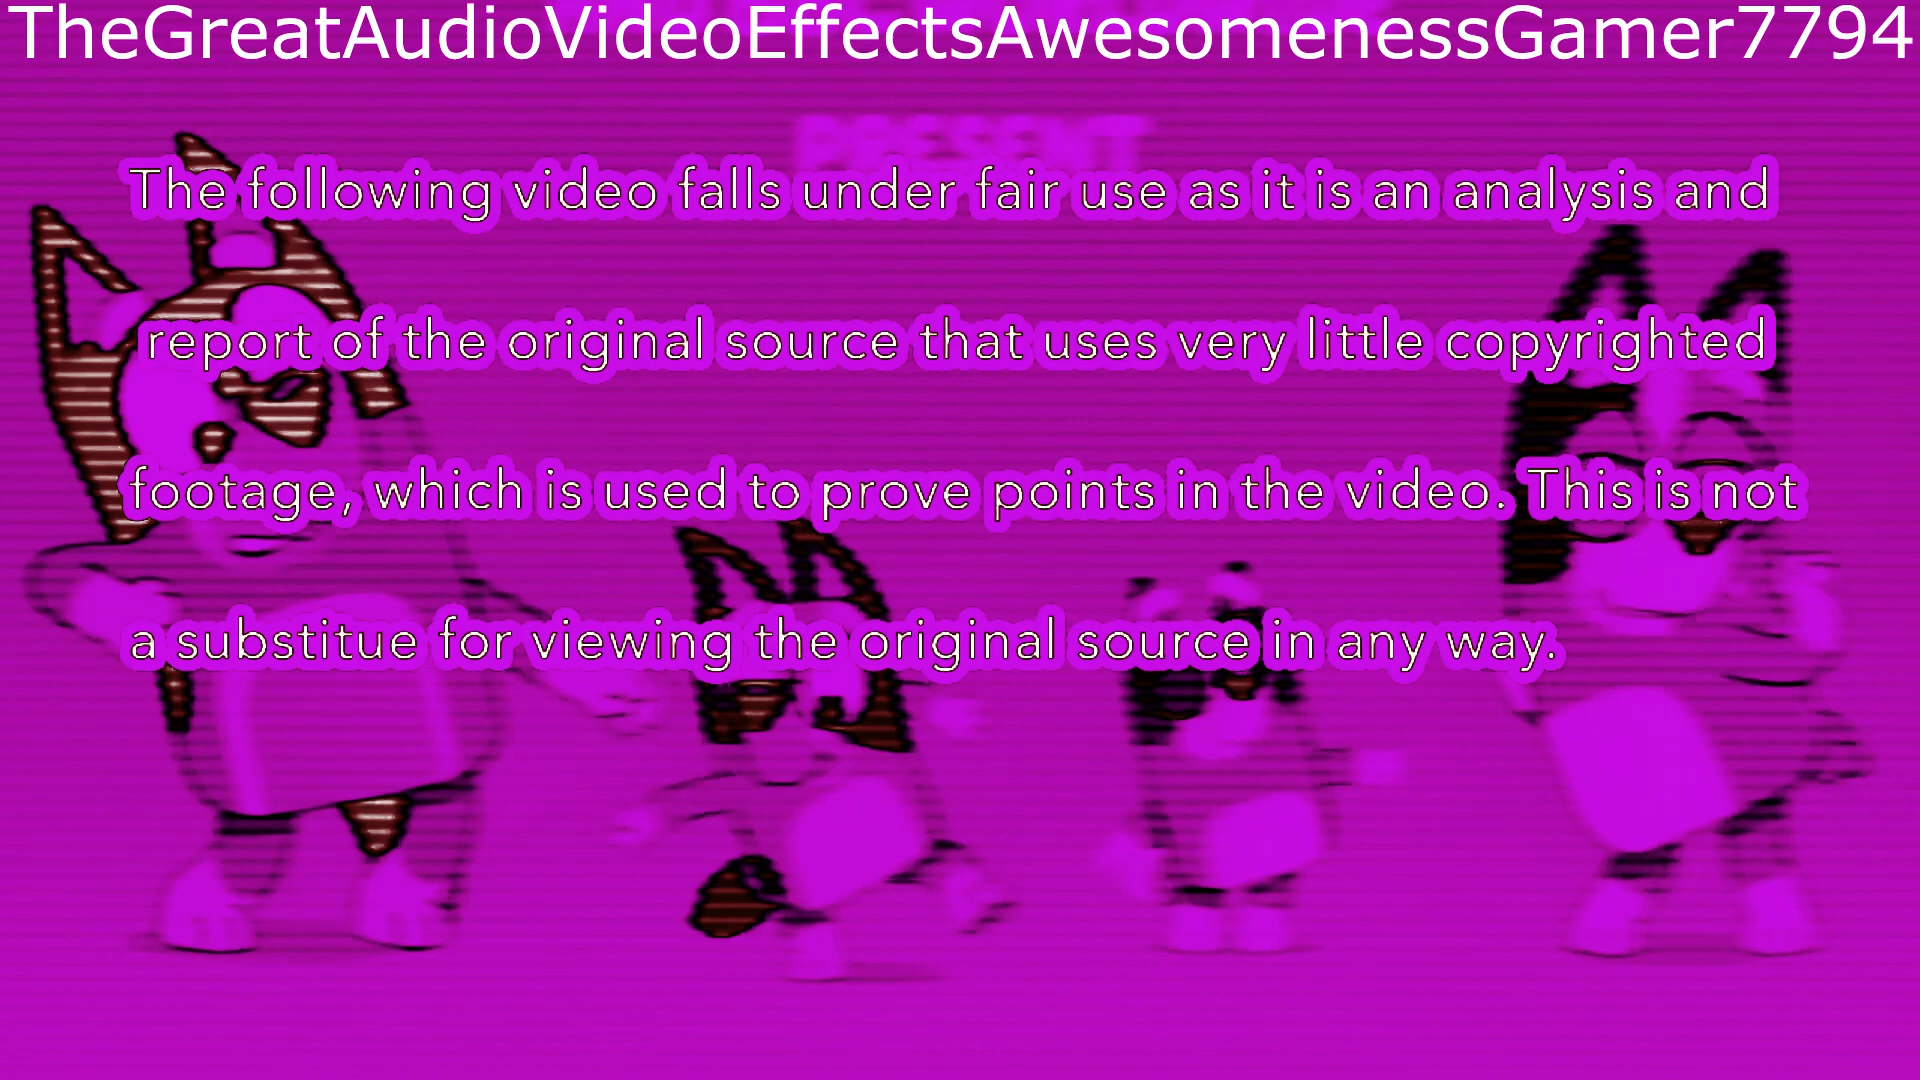 TheGreatAudioVideoEffectsAwesomenessGamer7794
PRESENT
The following video falls under fair use as it is an analysis and
report of the original source that uses very little copyrighted
footage, which is used to prove points in the video. This is not
a substitue for viewing the original source in any way.